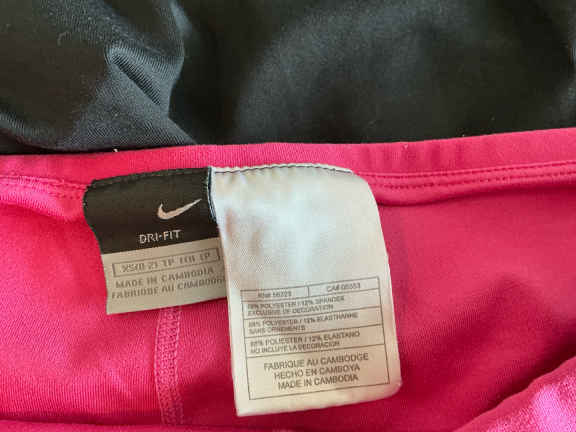 DRI-FIT
XS(0-2) TP
MADE IN CAMBODIA
FABRIQUE AU CAMBODGE
RN# 56323 CA# 05553
88% POLYESTER / 12% SPANDEX
EXCLUSIVE OF DECORATION
88% POLYESTER / 12% ELASTHANNE
SANS ORNEMENTS
88% POLIESTER / 12% ELASTANO
NO INCLUYE LA DECORACION
FABRIQUE AU CAMBODGE
HECHO EN CAMBOYA
MADE IN CAMBODIA